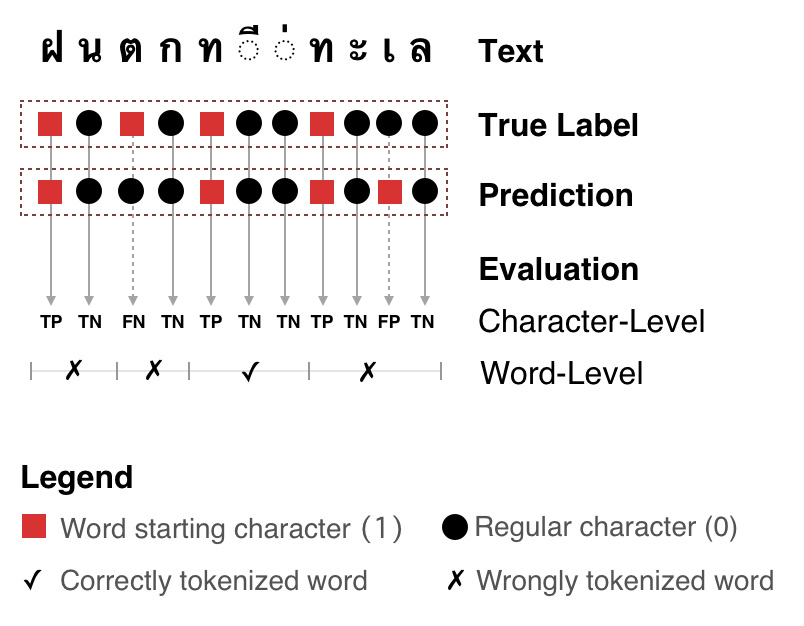 ฝ น ต ก ท ี ่ ท ะ เ ล Text
True Label
Prediction
Evaluation
TP TN FN TN TP TN TN TP TN FP TN Character-Level
✗ ✗ ✓ ✗ Word-Level
Legend
Word starting character (1) Regular character (0)
✓ Correctly tokenized word ✗ Wrongly tokenized word